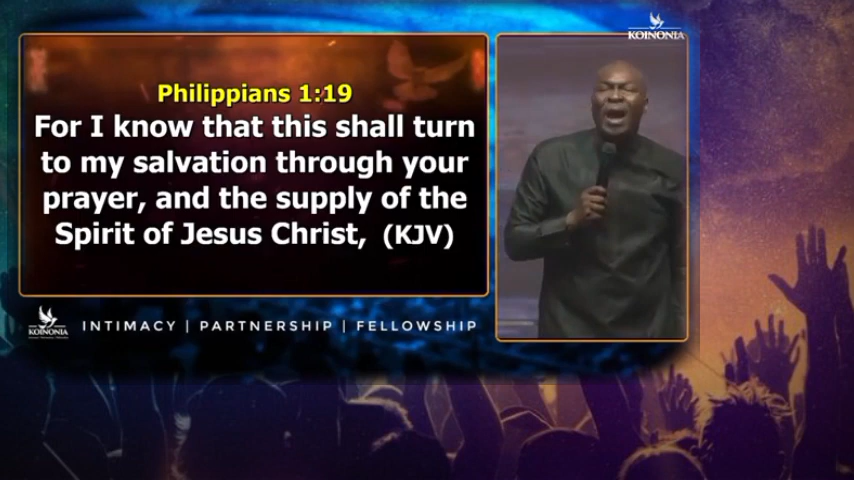 KOINONIA
Philippians 1:19
For I know that this shall turn
to my salvation through your
prayer, and the supply of the
Spirit of Jesus Christ, (KJV)
KOINONIA
INTIMACY | PARTNERSHIP | FELLOWSHIP